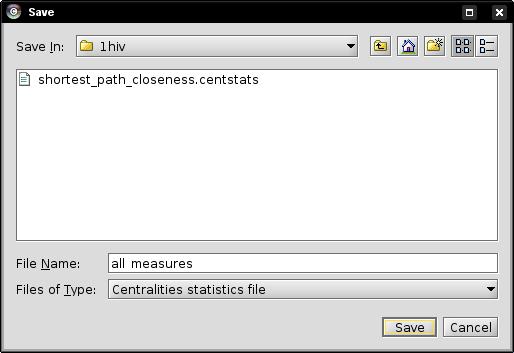 Save
Save In: 1hiv
shortest_path_closeness.centstats
File Name: all measures
Files of Type: Centralities statistics file
Save Cancel